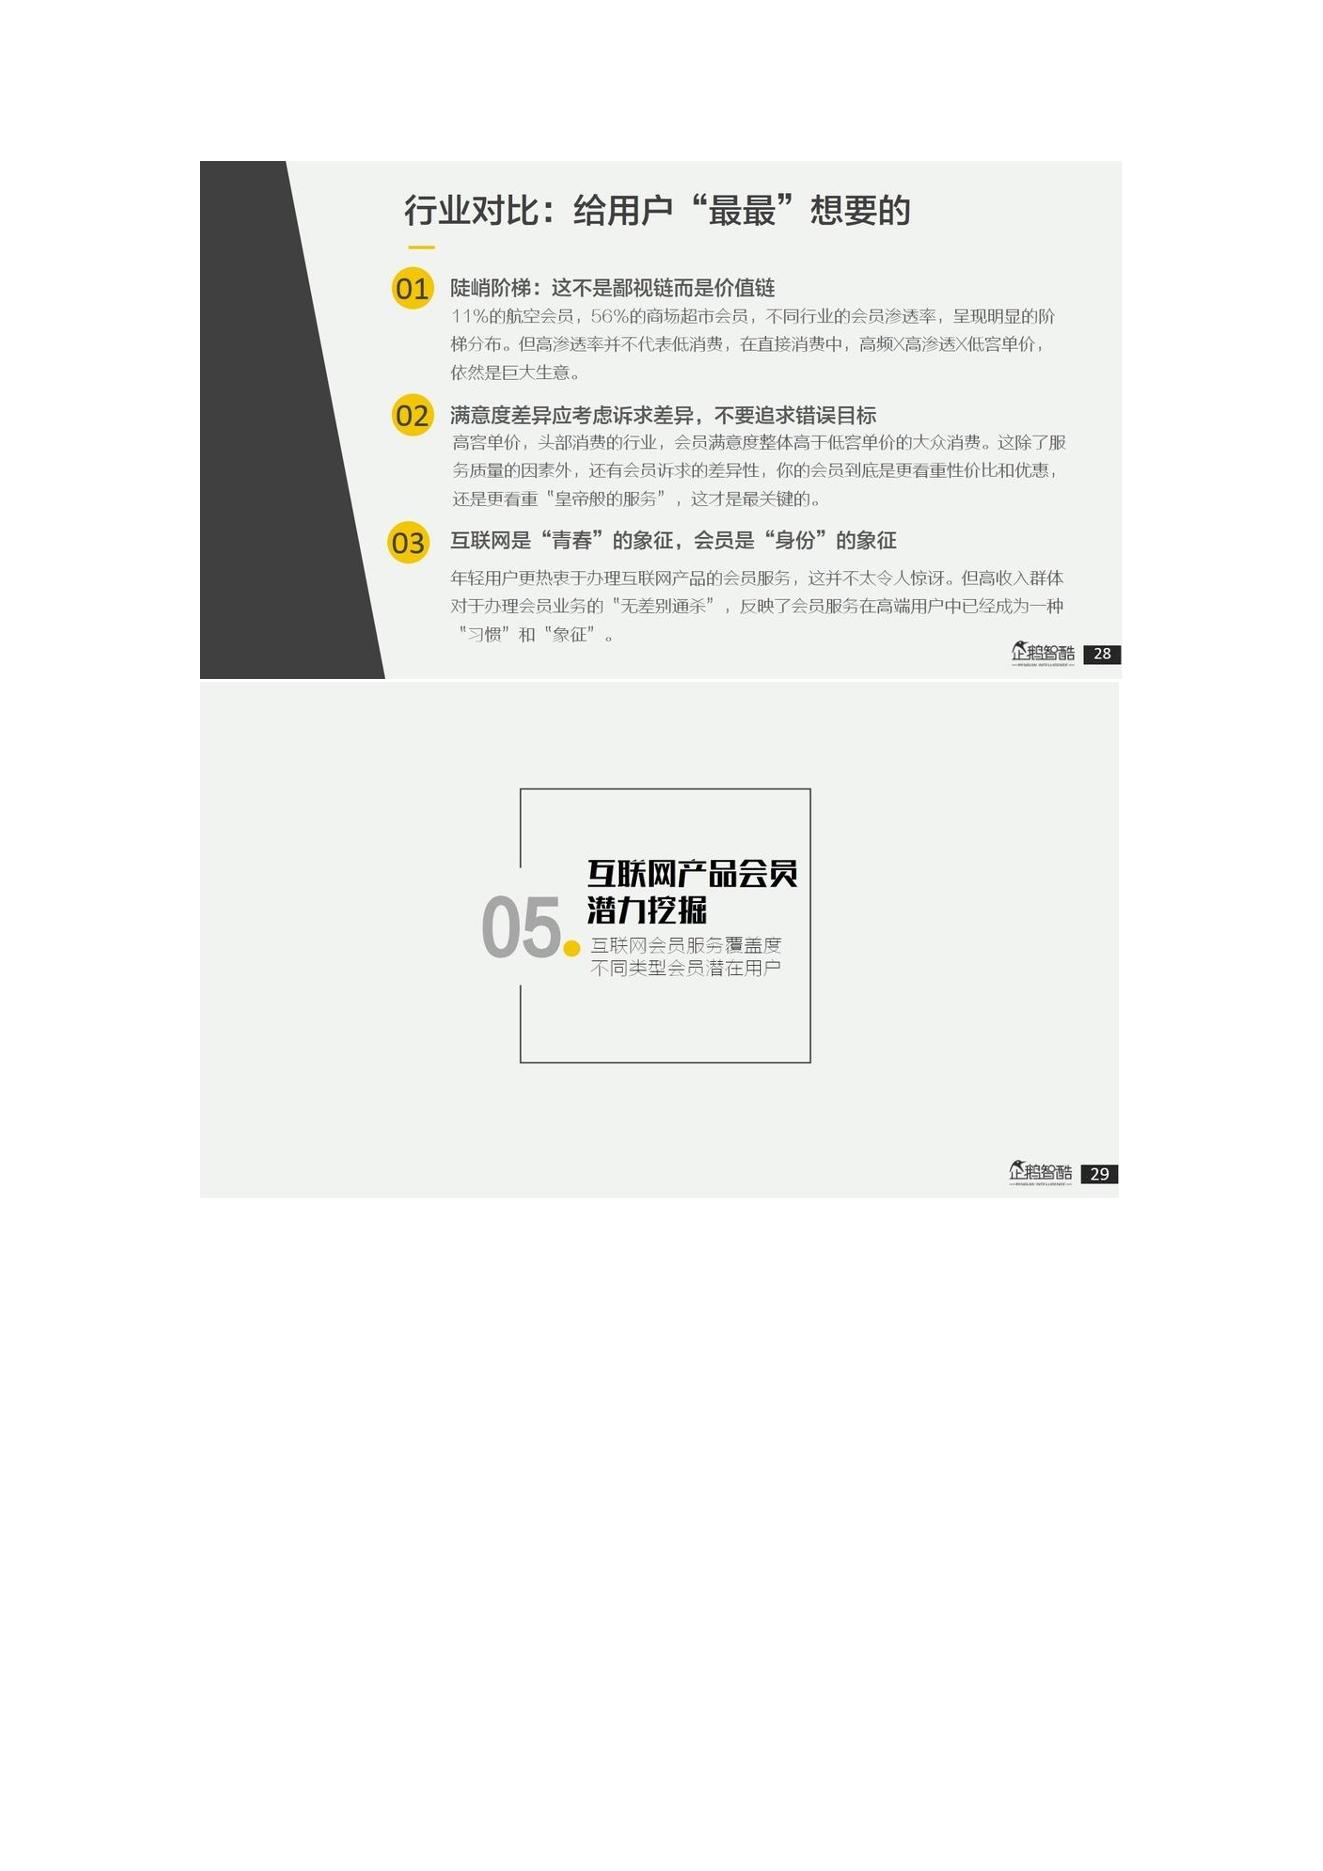 行业对比：给用户“最最”想要的
01
陡峭阶梯：这不是鄙视链而是价值链
11%的航空会员，56%的商场超市会员，不同行业的会员渗透率，呈现明显的阶
梯分布。但高渗透率并不代表低消费，在直接消费中，高频X高渗透X低客单价，
依然是巨大生意。
02
满意度差异应考虑诉求差异，不要追求错误目标
高客单价，头部消费的行业，会员满意度整体高于低客单价的大众消费。这除了服
务质量的因素外，还有会员诉求的差异性，你的会员到底是更看重性价比和优惠，
还是更看重“皇帝般的服务”，这才是最关键的。
03
互联网是“青春”的象征，会员是“身份”的象征
年轻用户更热衷于办理互联网产品的会员服务，这并不太令人惊讶。但高收入群体
对于办理会员业务的“无差别通杀”，反映了会员服务在高端用户中已经成为一种
“习惯”和“象征”。
企鹅智酷
PENGUIN INTELLIGENCE
28
05
互联网产品会员
潜力挖掘
互联网会员服务覆盖度
不同类型会员潜在用户
企鹅智酷
PENGUIN INTELLIGENCE
29